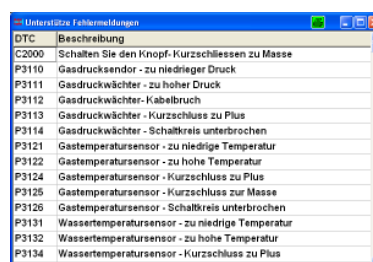 Unterstütze Fehlermeldungen
DTC Beschreibung
C2000 Schalten Sie den Knopf- Kurzschliessen zu Masse
P3110 Gasdrucksendor - zu niedrieger Druck
P3111 Gasdruckwächter - zu hoher Druck
P3112 Gasdruckwächter- Kabelbruch
P3113 Gasdruckwächter - Kurzschluss zu Plus
P3114 Gasdruckwächter - Schaltkreis unterbrochen
P3121 Gastemperatursensor - zu niedrige Temperatur
P3122 Gastemperatursensor - zu hohe Temperatur
P3124 Gastemperatursensor - Kurzschluss zu Plus
P3125 Gastemperatursensor - Kurzschluss zur Masse
P3126 Gastemperatursensor - Schaltkreis unterbrochen
P3131 Wassertemperatursensor - zu niedrige Temperatur
P3132 Wassertemperatursensor - zu hohe Temperatur
P3134 Wassertemperatursensor - Kurzschluss zu Plus